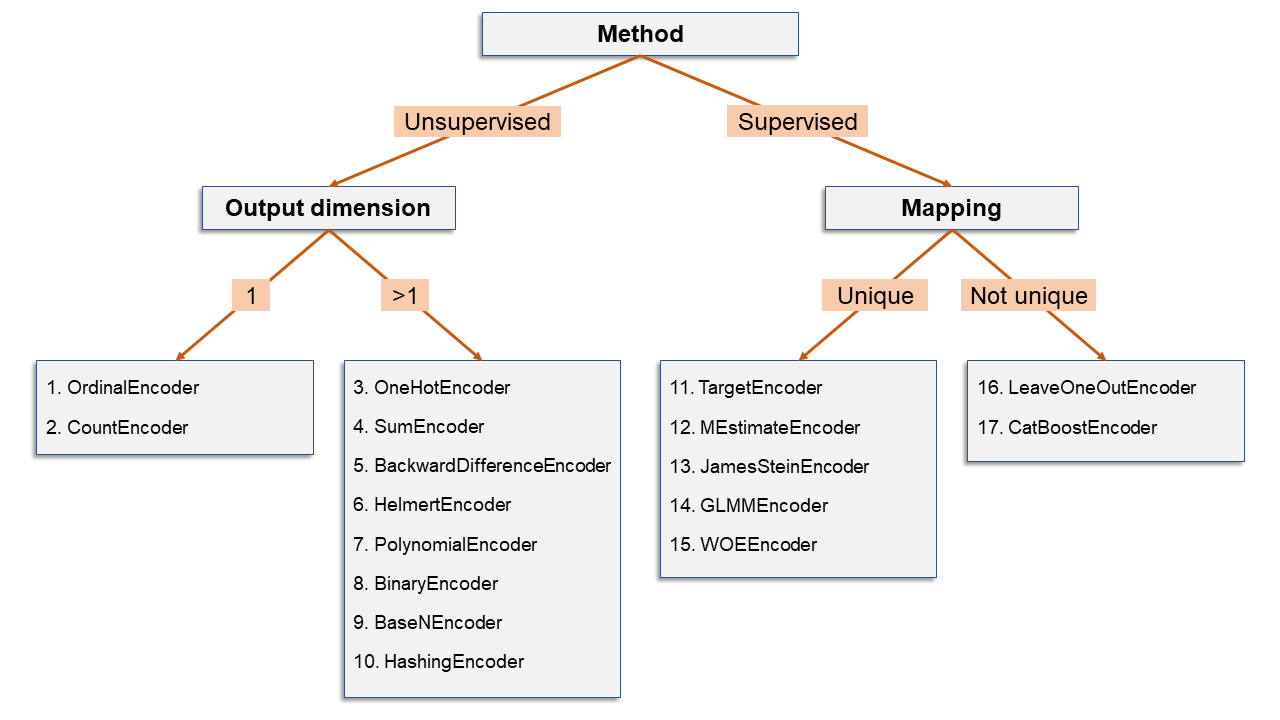 Method
Unsupervised
Supervised
Output dimension
Mapping
1
>1
Unique
Not unique
1. OrdinalEncoder
2. CountEncoder
3. OneHotEncoder
4. SumEncoder
5. BackwardDifferenceEncoder
6. HelmertEncoder
7. PolynomialEncoder
8. BinaryEncoder
9. BaseNEncoder
10. HashingEncoder
11. TargetEncoder
12. MEstimateEncoder
13. JamesSteinEncoder
14. GLMMEncoder
15. WOEEncoder
16. LeaveOneOutEncoder
17. CatBoostEncoder